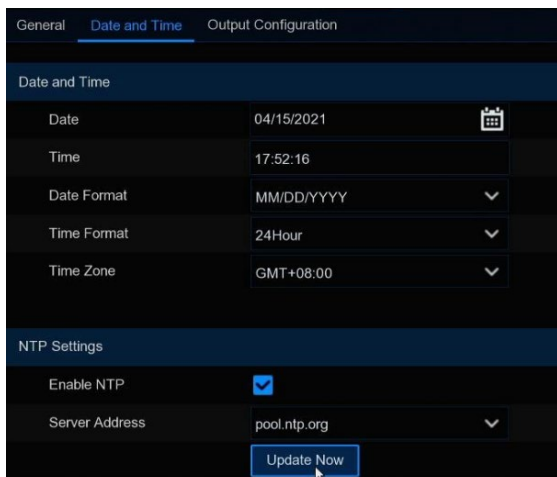 General Date and Time Output Configuration
Date and Time
Date 04/15/2021
Time 17:52:16
Date Format MM/DD/YYYY
Time Format 24Hour
Time Zone GMT+08:00
NTP Settings
Enable NTP
Server Address pool.ntp.org
Update Now